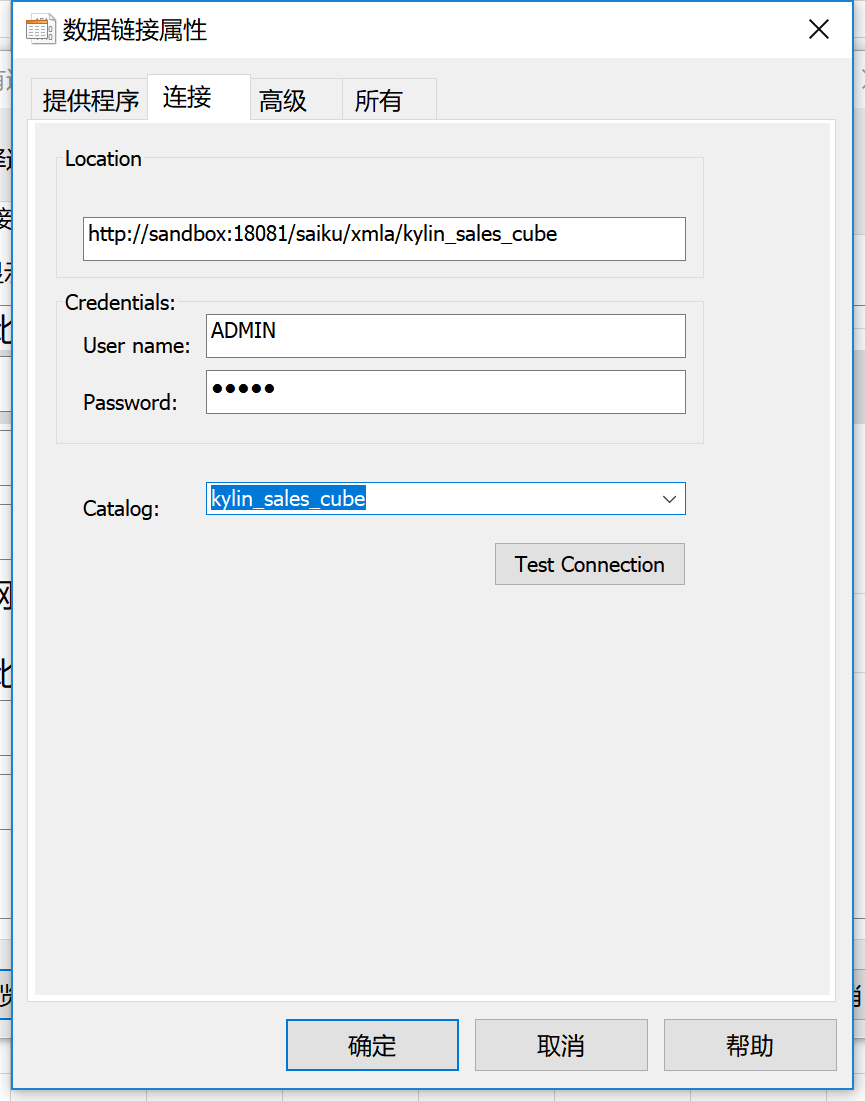 数据链接属性
提供程序 连接 高级 所有
Location
http://sandbox:18081/saiku/xmla/kylin_sales_cube
Credentials:
User name: ADMIN
Password: ●●●●●
Catalog: kylin_sales_cube
Test Connection
确定 取消 帮助